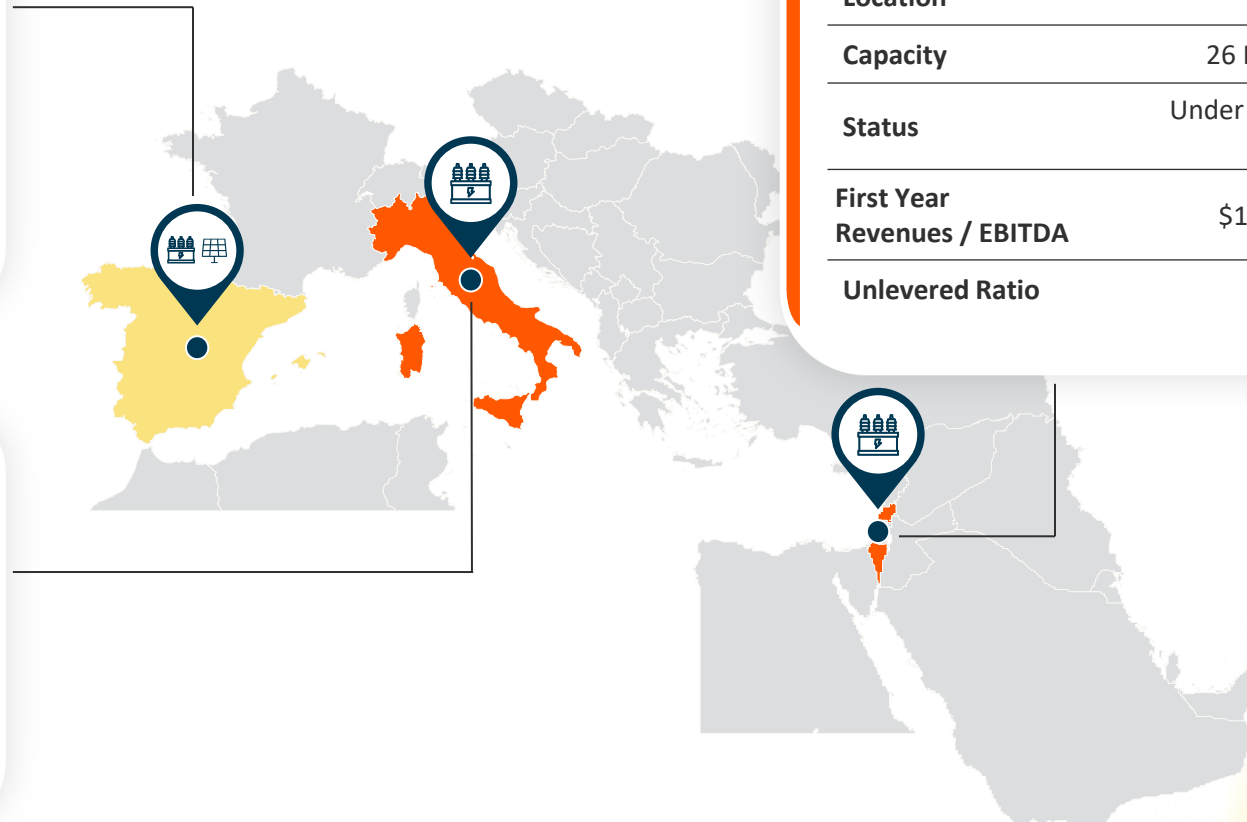 Location
Capacity 26
Status Under
First Year
Revenues / EBITDA $1
Unlevered Ratio